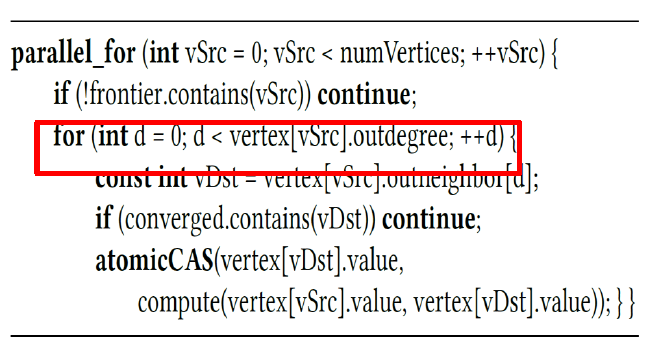 parallel_for (int vSrc = 0; vSrc < numVertices; ++vSrc) {
if (!frontier.contains(vSrc)) continue;
for (int d = 0; d < vertex[vSrc].outdegree; ++d) {
const int vDst = vertex[vSrc].outneighbor[d];
if (converged.contains(vDst)) continue;
atomicCAS(vertex[vDst].value,
compute(vertex[vSrc].value, vertex[vDst].value)); } }